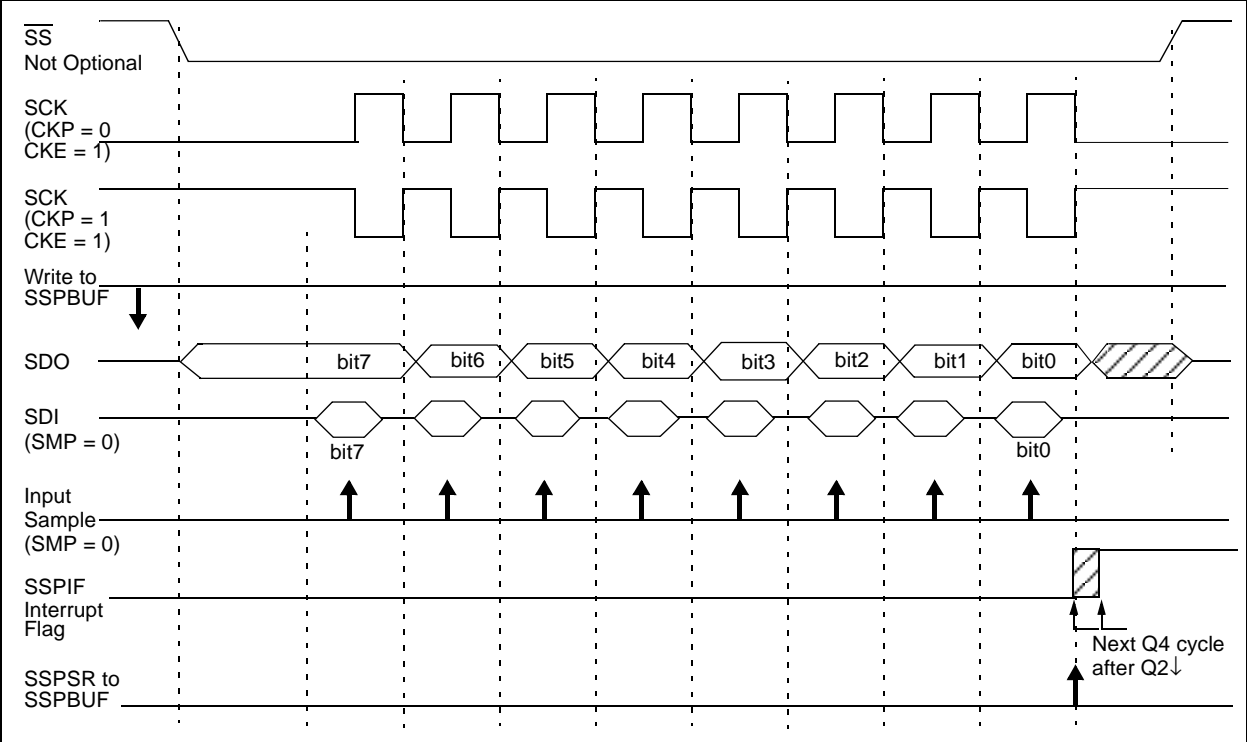 SS
Not Optional
SCK
(CKP = 0
CKE = 1)
SCK
(CKP = 1
CKE = 1)
Write to
SSPBUF
SDO
bit7 bit6 bit5 bit4 bit3 bit2 bit1 bit0
SDI
(SMP = 0)
bit7 bit0
Input
Sample
(SMP = 0)
SSPIF
Interrupt
Flag
Next Q4 cycle
after Q2↓
SSPSR to
SSPBUF